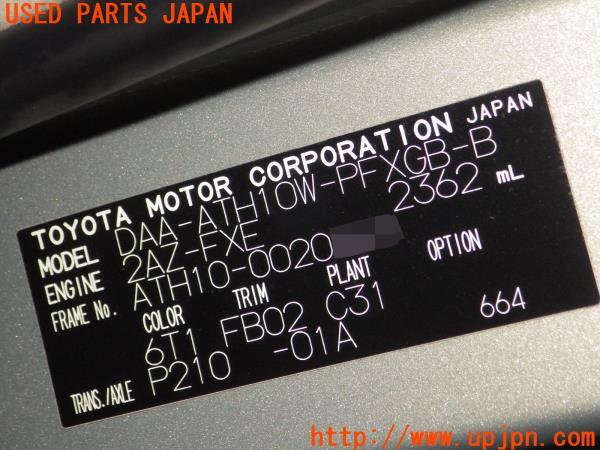 USED PARTS JAPAN
TOYOTA MOTOR CORPORATION JAPAN
MODEL DAA-ATH10W-PFXGB-B
ENGINE 2AZ-FXE 2362 mL
FRAME No. ATH10-0020
COLOR TRIM PLANT OPTION
6T1 FB02 C31 664
TRANS./AXLE P210 -01A
http://www.upjpn.com/